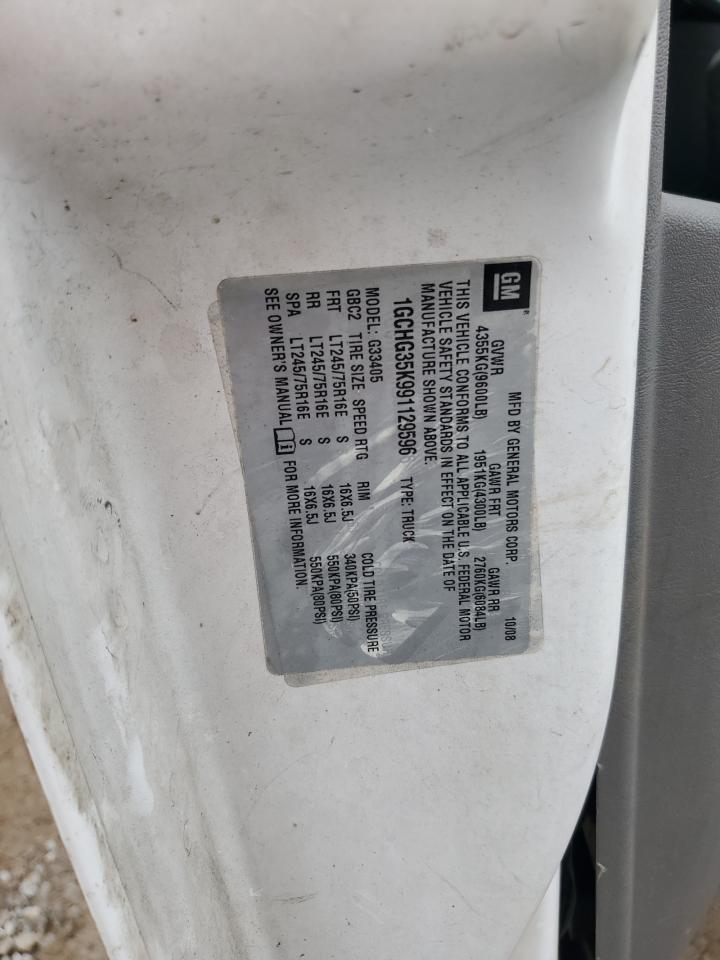 GM ®
MFD BY GENERAL MOTORS CORP. 10/08
GVWR GAWR FRT GAWR RR
4355KG(9600LB) 1951KG(4300LB) 2760KG(6084LB)
THIS VEHICLE CONFORMS TO ALL APPLICABLE U.S. FEDERAL MOTOR
VEHICLE SAFETY STANDARDS IN EFFECT ON THE DATE OF
MANUFACTURE SHOWN ABOVE.
1GCHG35K991129596 TYPE: TRUCK
MODEL: G33405
GBC2 TIRE SIZE SPEED RTG RIM COLD TIRE PRESSURE
FRT LT245/75R16E S 16X6.5J 340KPA(50PSI)
RR LT245/75R16E S 16X6.5J 550KPA(80PSI)
SPA LT245/75R16E S 16X6.5J 550KPA(80PSI)
SEE OWNER'S MANUAL i FOR MORE INFORMATION.